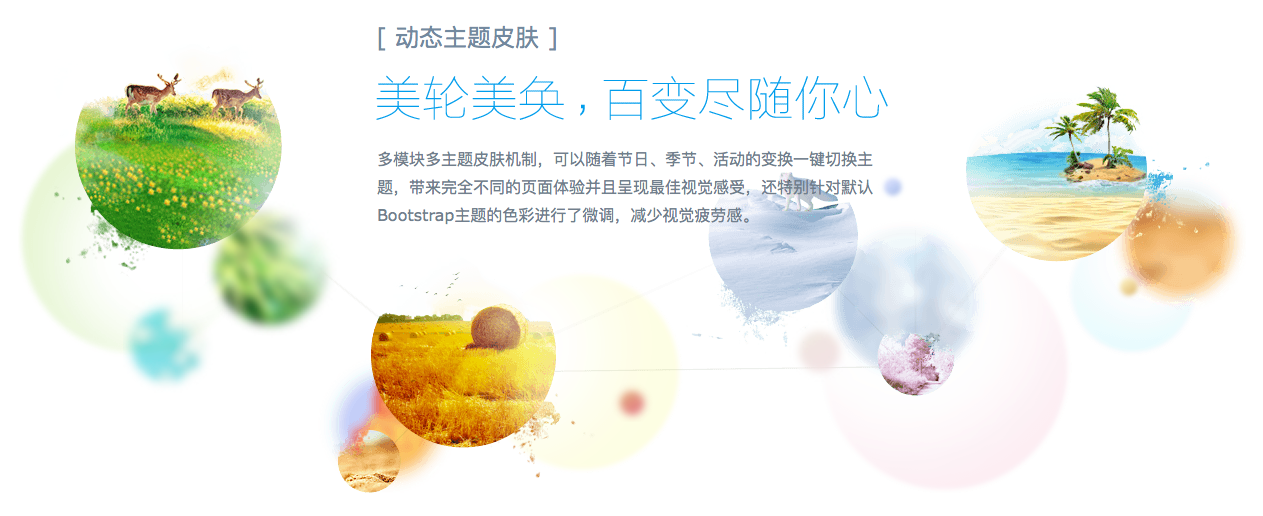 [ 动态主题皮肤 ]
美轮美奂，百变尽随你心
多模块多主题皮肤机制，可以随着节日、季节、活动的变换一键切换主
题，带来完全不同的页面体验并且呈现最佳视觉感受，还特别针对默认
Bootstrap主题的色彩进行了微调，减少视觉疲劳感。